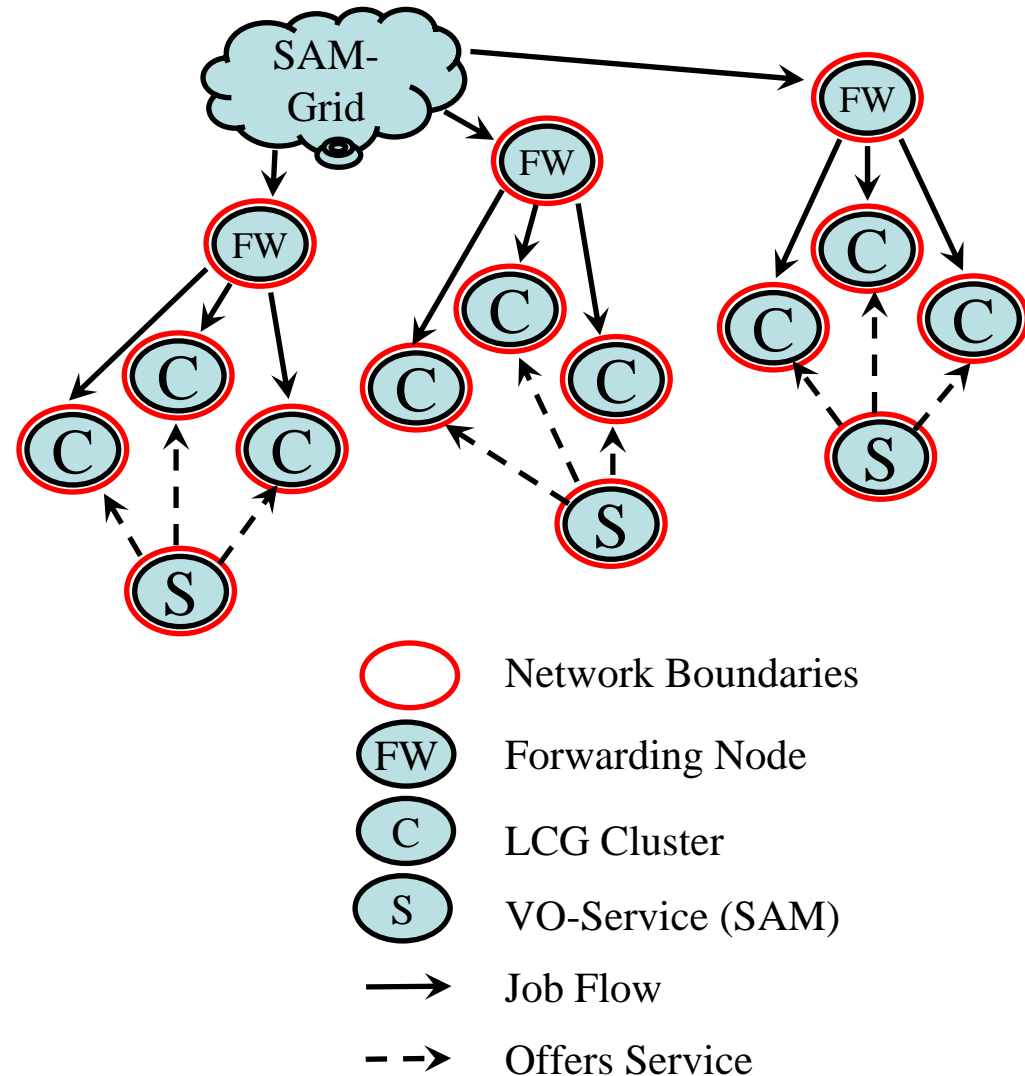 SAM-
Grid
FW
FW
FW
C
C
C
C
C
C
C
C
C
S
S
S
Network Boundaries
FW Forwarding Node
C LCG Cluster
S VO-Service (SAM)
Job Flow
Offers Service